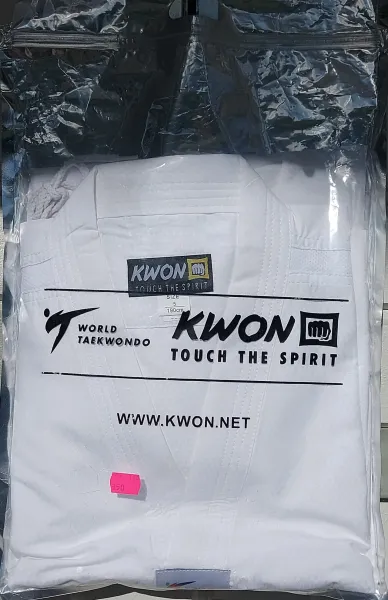 KWON
TOUCH THE SPIRIT
SIZE
WORLD
TAEKWONDO
KWON
TOUCH THE SPIRIT
WWW.KWON.NET